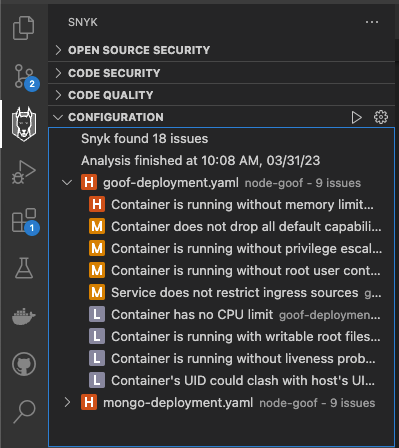 SNYK
OPEN SOURCE SECURITY
CODE SECURITY
CODE QUALITY
CONFIGURATION
Snyk found 18 issues
Analysis finished at 10:08 AM, 03/31/23
H goof-deployment.yaml node-goof - 9 issues
H Container is running without memory limit...
M Container does not drop all default capabili...
M Container is running without privilege escal...
M Container is running without root user cont...
M Service does not restrict ingress sources g...
L Container has no CPU limit goof-deploymen...
L Container is running with writable root files...
L Container is running without liveness prob...
L Container's UID could clash with host's UI...
H mongo-deployment.yaml node-goof - 9 issues
2
1